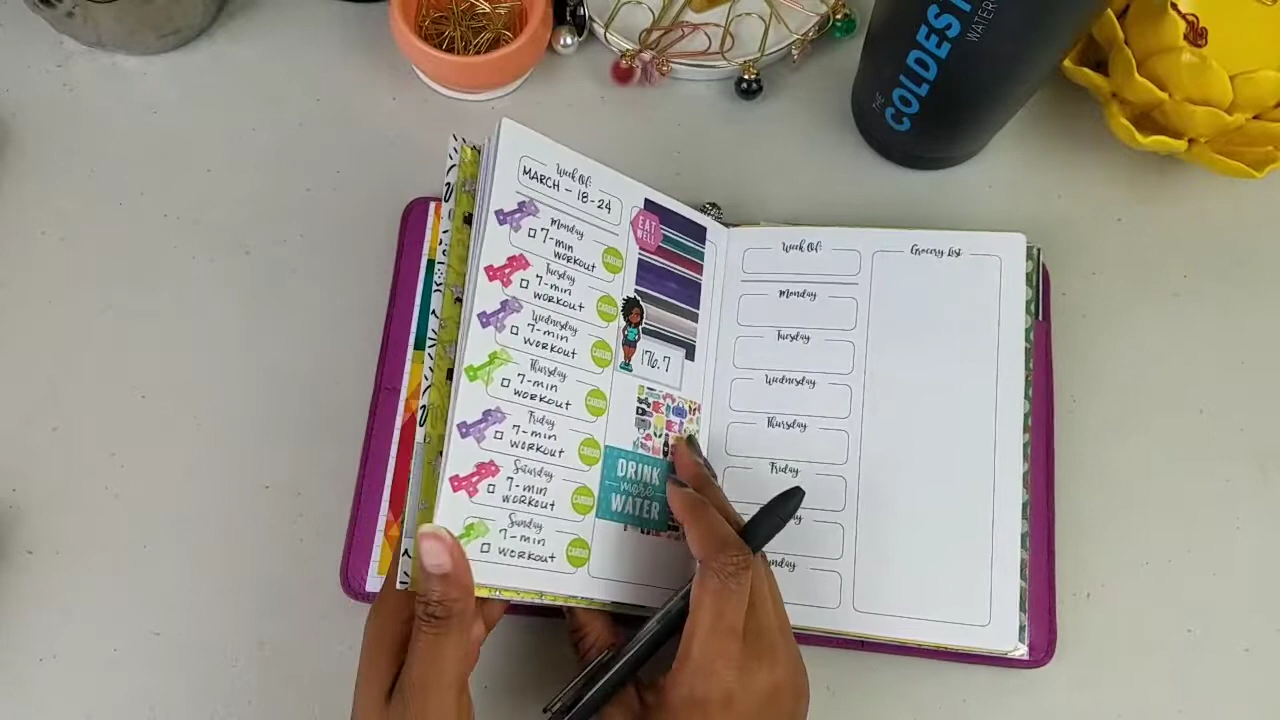 THE
COLDEST
WATER
Week Of:
MARCH - 18-24
Monday
7-min
WORKOUT
CARDIO
Tuesday
7-min
WORKOUT
CARDIO
Wednesday
7-min
WORKOUT
CARDIO
Thursday
7-min
WORKOUT
CARDIO
Friday
7-min
WORKOUT
CARDIO
Saturday
7-min
WORKOUT
CARDIO
Sunday
7-min
WORKOUT
CARDIO
EAT
WELL
176.7
DRINK
more
WATER
Week Of:
Monday
Tuesday
Wednesday
Thursday
Friday
Grocery List